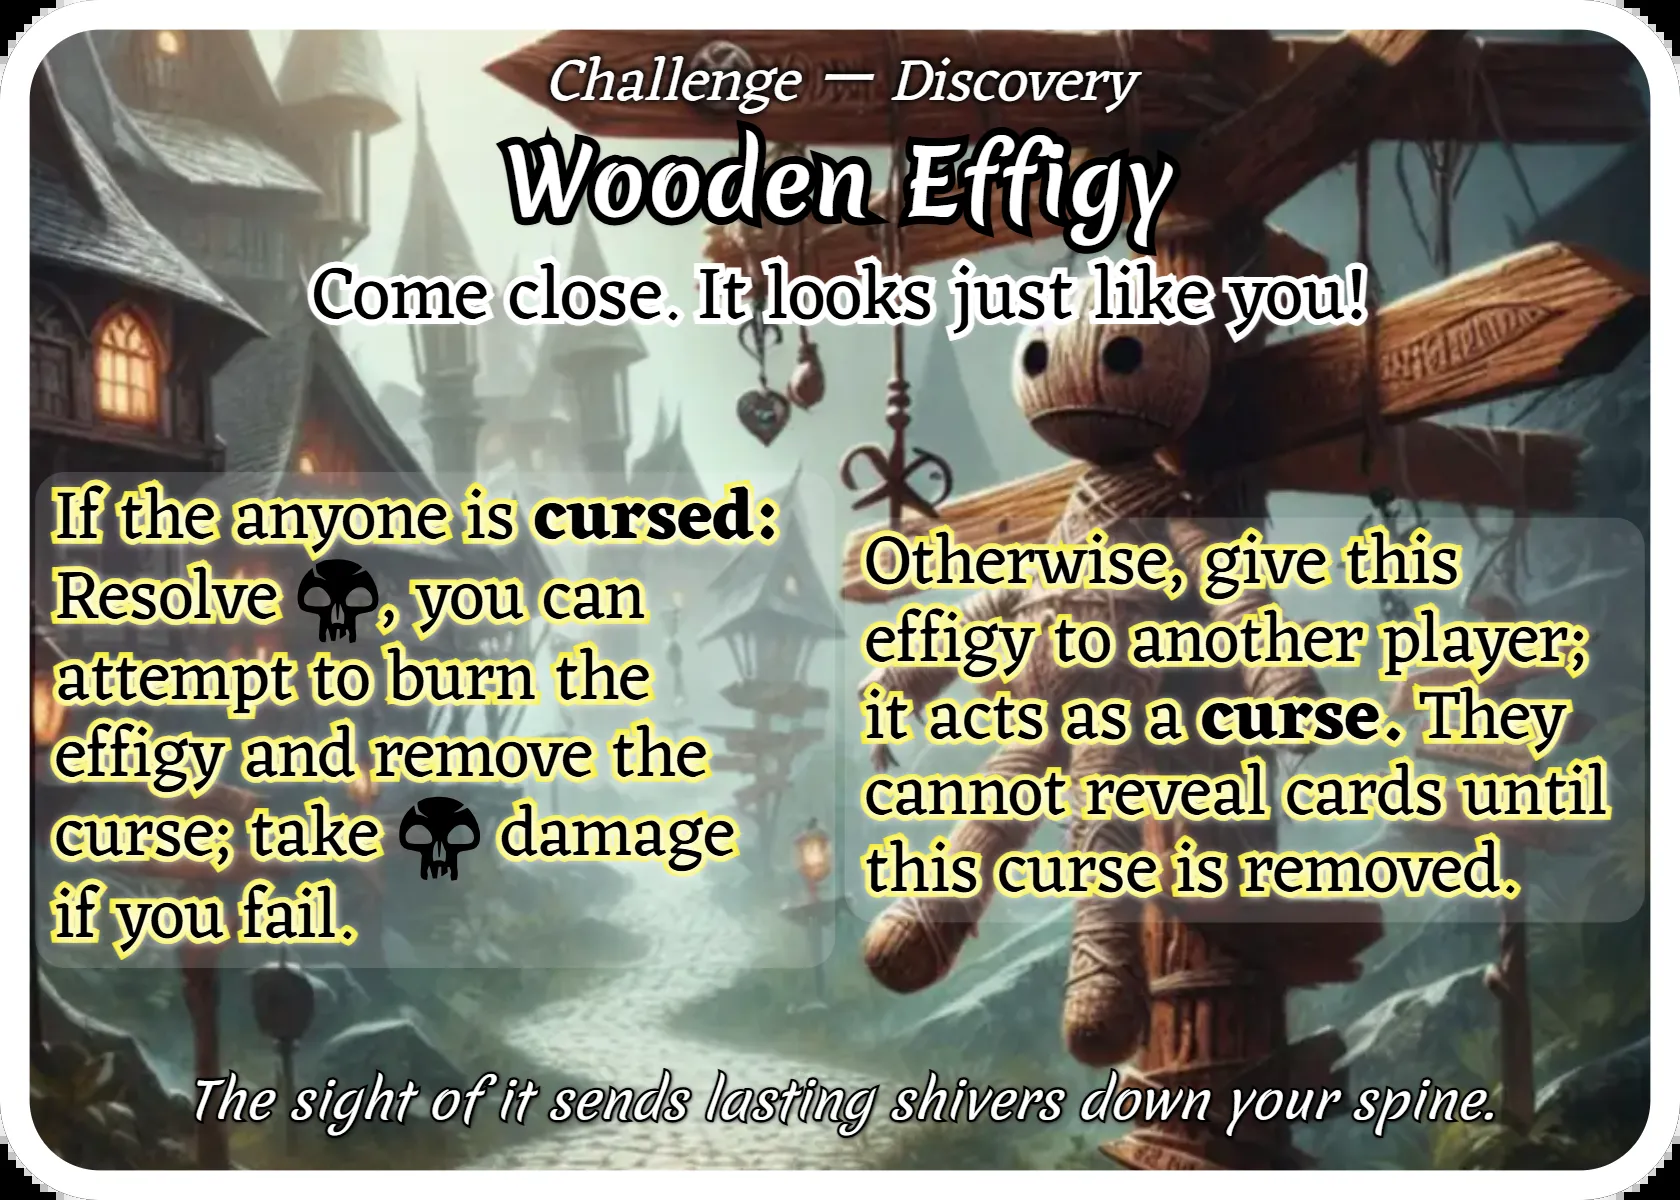 Challenge — Discovery
Wooden Effigy
Come close. It looks just like you!
If the anyone is cursed:
Resolve , you can
attempt to burn the
effigy and remove the
curse; take damage
if you fail.
Otherwise, give this
effigy to another player;
it acts as a curse. They
cannot reveal cards until
this curse is removed.
The sight of it sends lasting shivers down your spine.